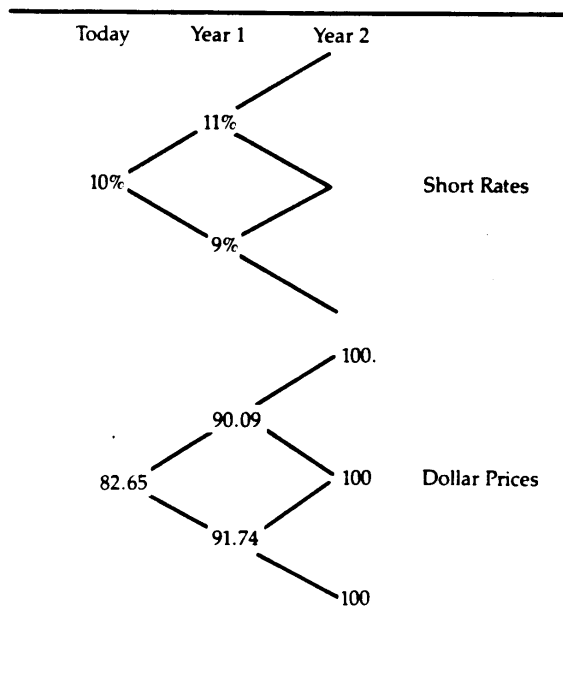 Today Year 1 Year 2
11%
10% Short Rates
9%
100.
90.09
82.65 100 Dollar Prices
91.74
100